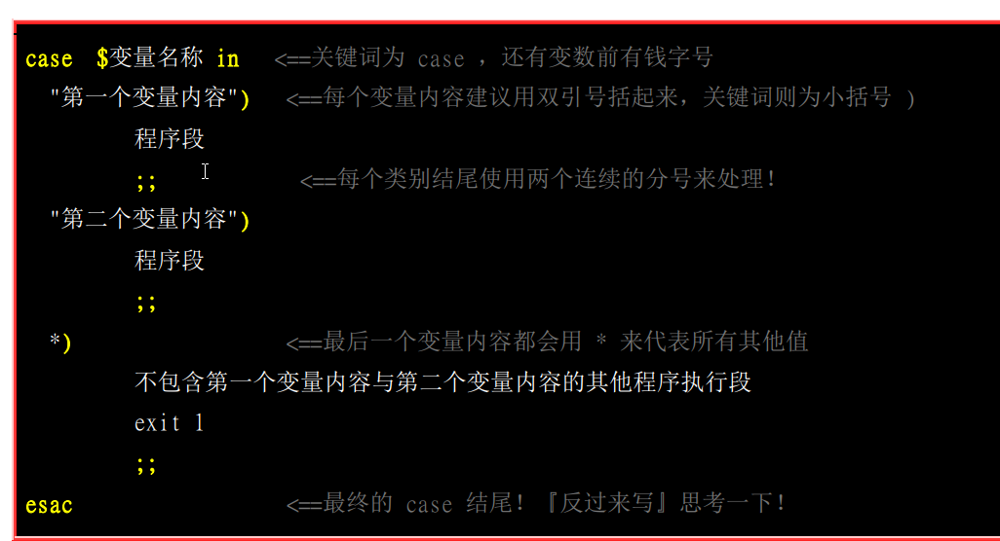 case $变量名称 in <==关键词为 case ，还有变数前有钱字号
"第一个变量内容") <==每个变量内容建议用双引号括起来，关键词则为小括号 )
程序段
;; <==每个类别结尾使用两个连续的分号来处理！
"第二个变量内容")
程序段
;;
*) <==最后一个变量内容都会用 * 来代表所有其他值
不包含第一个变量内容与第二个变量内容的其他程序执行段
exit 1
;;
esac <==最终的 case 结尾！『反过来写』思考一下！